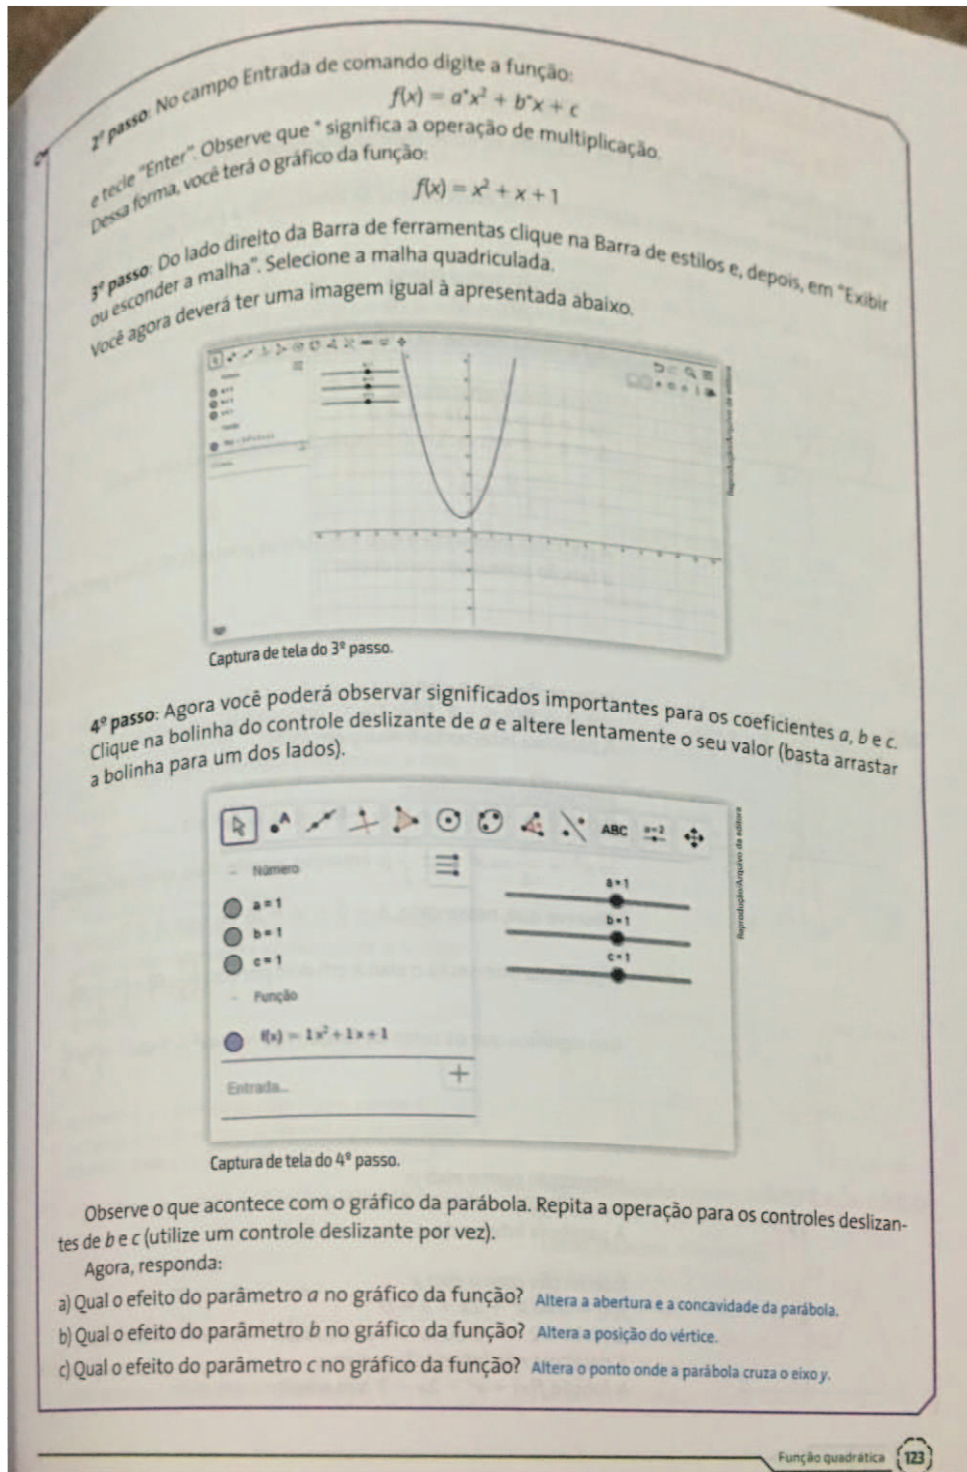 2º passo: No campo Entrada de comando digite a função:
f(x) = a*x² + b*x + c
e tecle "Enter". Observe que * significa a operação de multiplicação.
Dessa forma, você terá o gráfico da função:
f(x) = x² + x + 1
3º passo: Do lado direito da Barra de ferramentas clique na Barra de estilos e, depois, em "Exibir
ou esconder a malha". Selecione a malha quadriculada.
Você agora deverá ter uma imagem igual à apresentada abaixo.
Reprodução/Arquivo da editora
Captura de tela do 3º passo.
4º passo: Agora você poderá observar significados importantes para os coeficientes a, b e c.
Clique na bolinha do controle deslizante de a e altere lentamente o seu valor (basta arrastar
a bolinha para um dos lados).
ABC
a=2
Número
a = 1
b = 1
c = 1
Função
f(x) = 1x² + 1x + 1
Entrada...
a = 1
b = 1
c = 1
Reprodução/Arquivo da editora
Captura de tela do 4º passo.
Observe o que acontece com o gráfico da parábola. Repita a operação para os controles deslizan-
tes de b e c (utilize um controle deslizante por vez).
Agora, responda:
a) Qual o efeito do parâmetro a no gráfico da função? Altera a abertura e a concavidade da parábola.
b) Qual o efeito do parâmetro b no gráfico da função? Altera a posição do vértice.
c) Qual o efeito do parâmetro c no gráfico da função? Altera o ponto onde a parábola cruza o eixo y.
Função quadrática 123